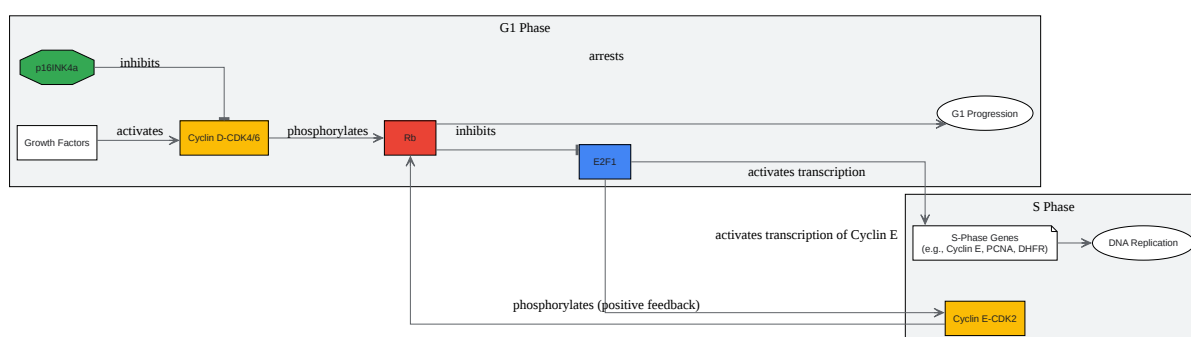 G1 Phase
arrests
p16INK4a
inhibits
G1 Progression
Growth Factors
activates
Cyclin D-CDK4/6
phosphorylates
Rb
inhibits
E2F1
activates transcription
S Phase
activates transcription of Cyclin E
S-Phase Genes
(e.g., Cyclin E, PCNA, DHFR)
DNA Replication
phosphorylates (positive feedback)
Cyclin E-CDK2